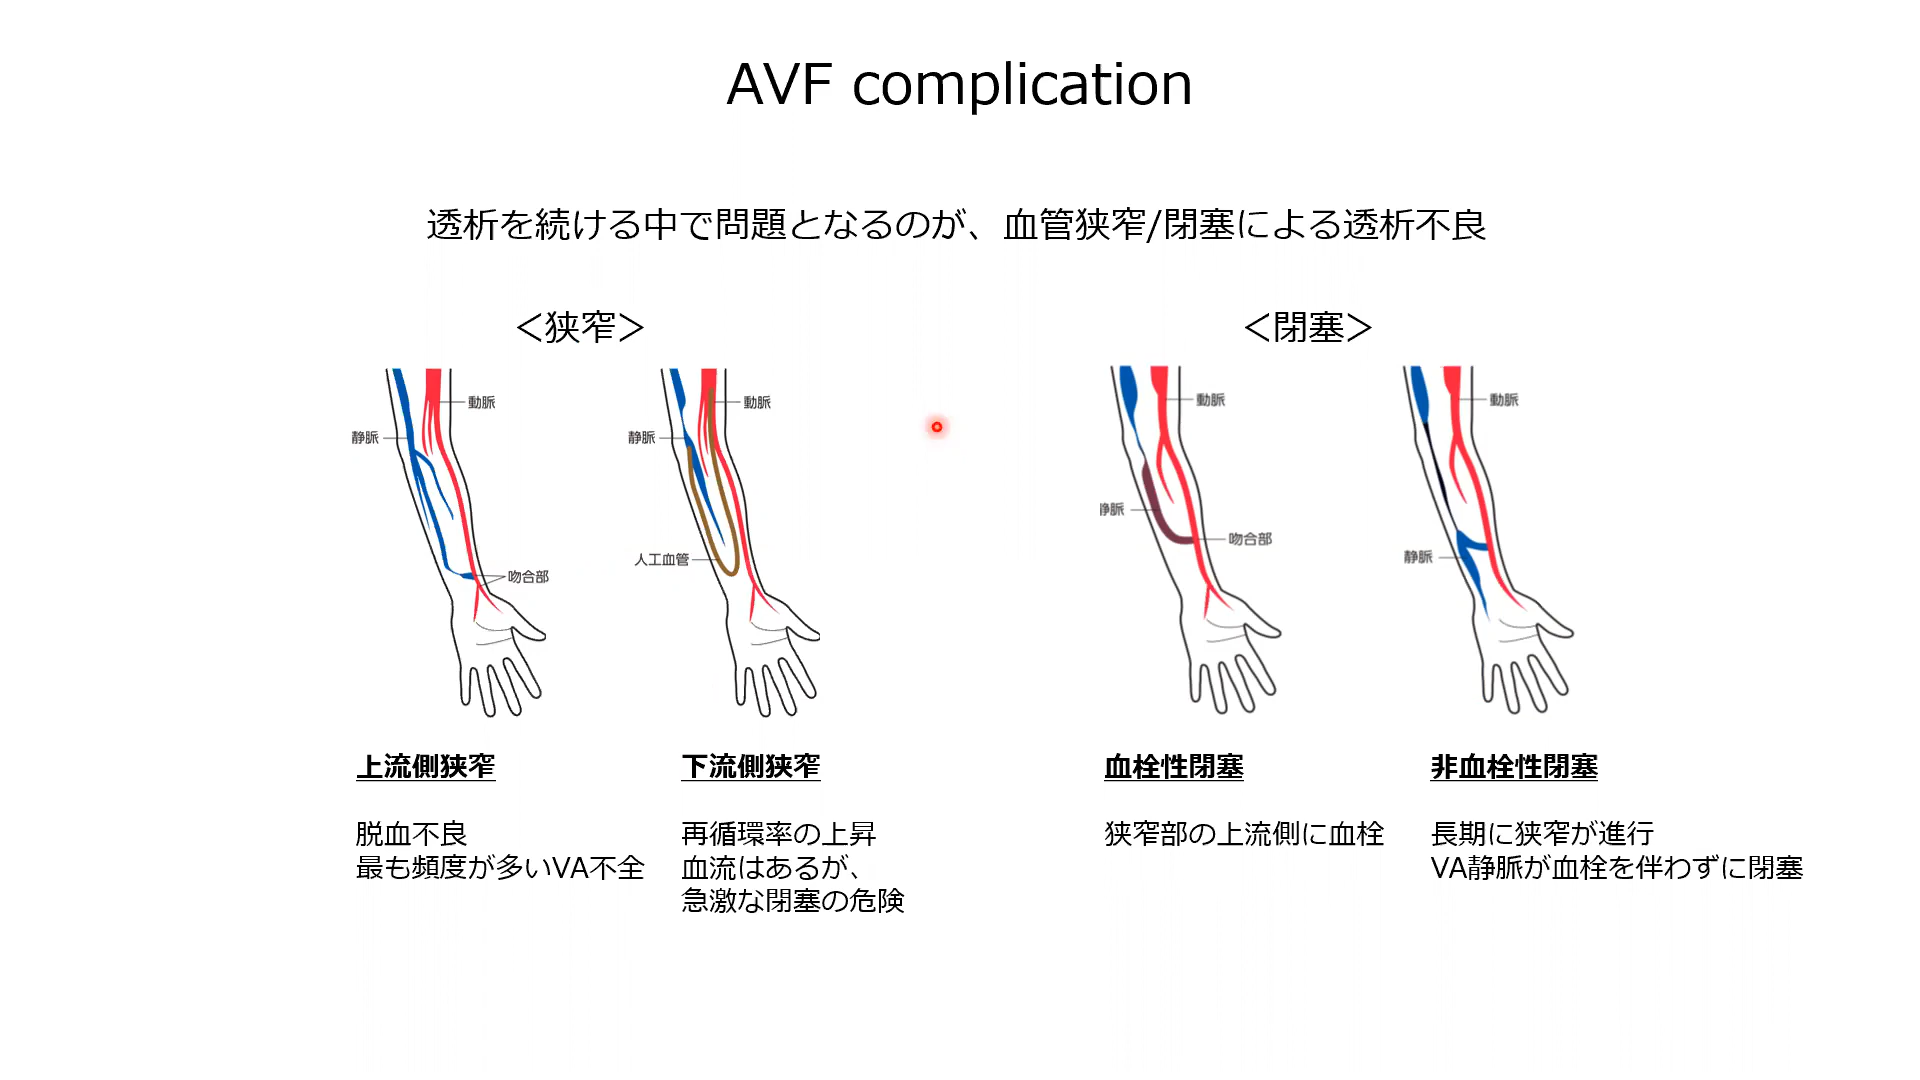 AVF complication
透析を続ける中で問題となるのが、血管狭窄/閉塞による透析不良
＜狭窄＞
動脈
静脈
吻合部
動脈
静脈
人工血管
＜閉塞＞
動脈
静脈
吻合部
動脈
静脈
上流側狭窄
脱血不良
最も頻度が多いVA不全
下流側狭窄
再循環率の上昇
血流はあるが、
急激な閉塞の危険
血栓性閉塞
狭窄部の上流側に血栓
非血栓性閉塞
長期に狭窄が進行
VA静脈が血栓を伴わずに閉塞